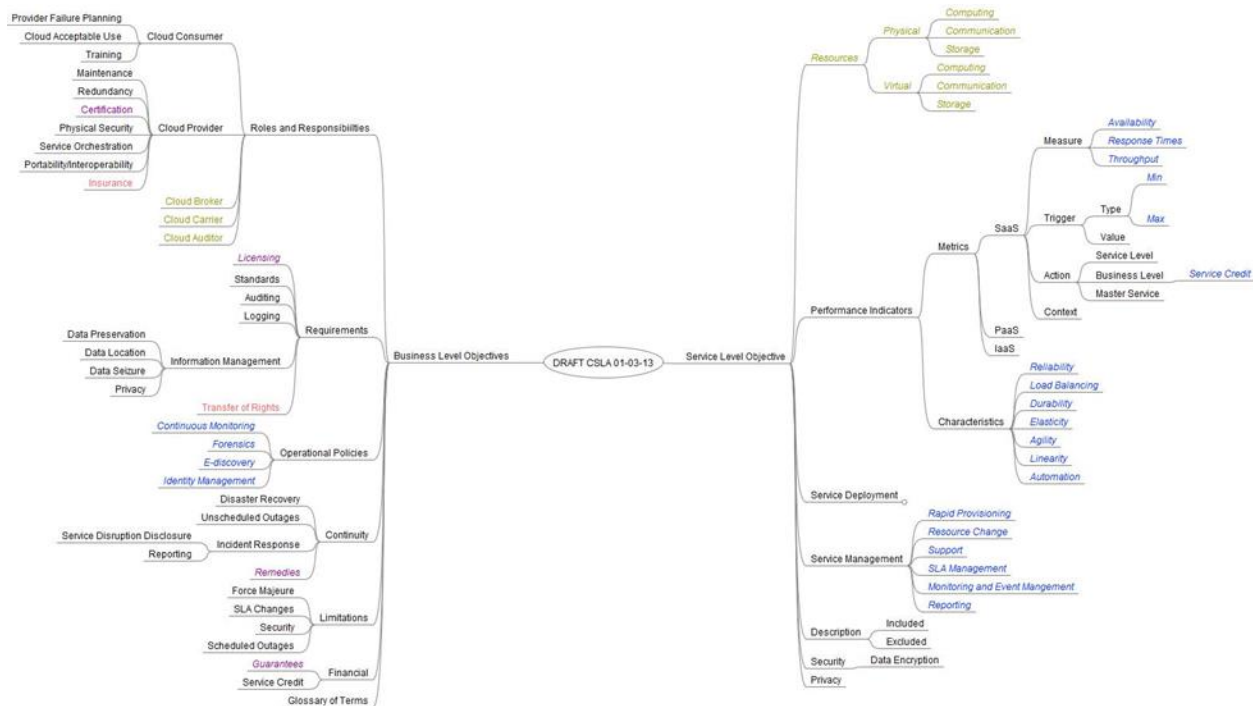 Provider Failure Planning
Cloud Acceptable Use
Training
Cloud Consumer
Maintenance
Redundancy
Certification
Physical Security
Service Orchestration
Portability/Interoperability
Insurance
Cloud Provider
Cloud Broker
Cloud Carrier
Cloud Auditor
Roles and Responsibilties
Licensing
Standards
Auditing
Logging
Data Preservation
Data Location
Data Seizure
Privacy
Information Management
Transfer of Rights
Requirements
Continuous Monitoring
Forensics
E-discovery
Identity Management
Operational Policies
Disaster Recovery
Unscheduled Outages
Service Disruption Disclosure
Reporting
Incident Response
Remedies
Continuity
Force Majeure
SLA Changes
Security
Scheduled Outages
Limitations
Guarantees
Service Credit
Financial
Glossary of Terms
Business Level Objectives
DRAFT CSLA 01-03-13
Service Level Objective
Resources
Physical
Computing
Communication
Storage
Virtual
Computing
Communication
Storage
Performance Indicators
Metrics
SaaS
Measure
Availability
Response Times
Throughput
Trigger
Type
Min
Max
Value
Action
Service Level
Business Level
Service Credit
Master Service
Context
PaaS
IaaS
Characteristics
Reliability
Load Balancing
Durability
Elasticity
Agility
Linearity
Automation
Service Deployment
Service Management
Rapid Provisioning
Resource Change
Support
SLA Management
Monitoring and Event Mangement
Reporting
Description
Included
Excluded
Security
Data Encryption
Privacy